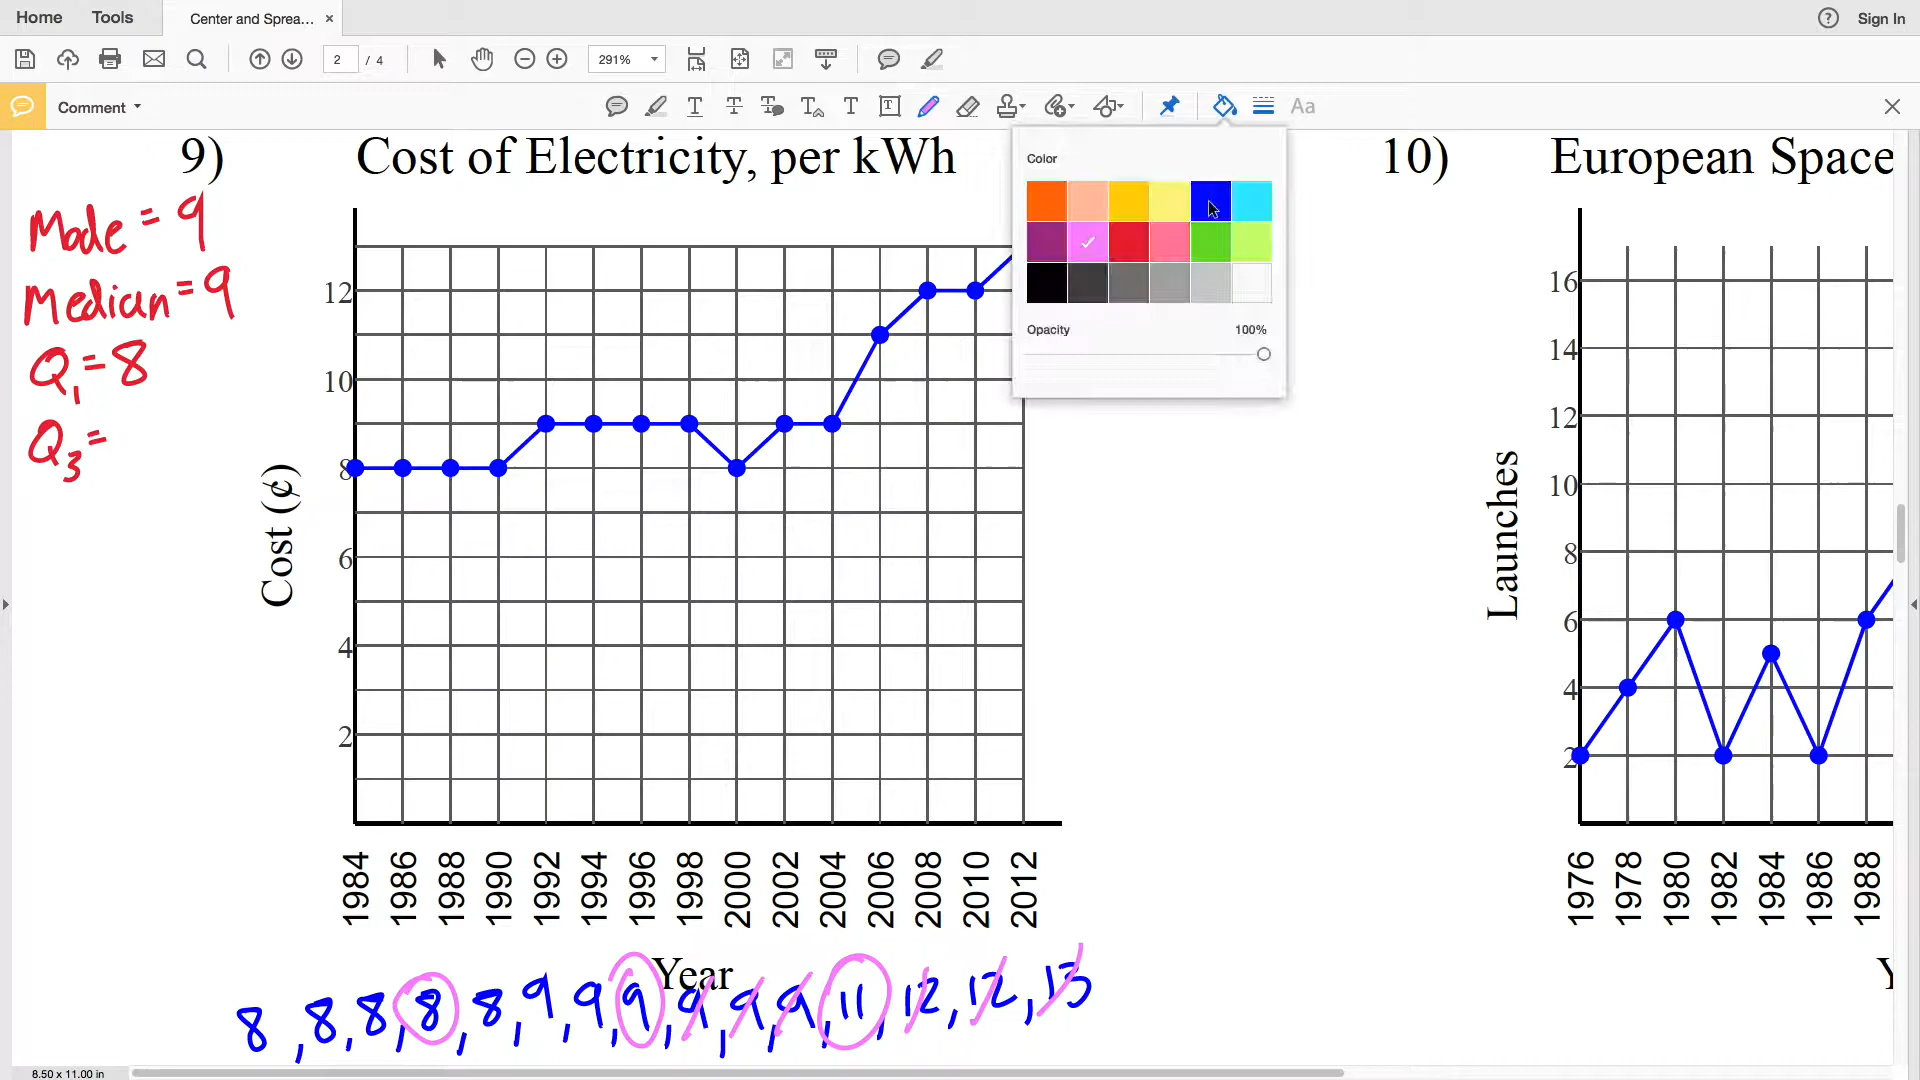 Home Tools Center and Sprea... × Sign In
2 / 4 291%
Comment Aa
9) Cost of Electricity, per kWh
10) European Space
Color
Opacity 100%
Mode = 9
Median = 9
Q1 = 8
Q3 =
Cost (¢)
12
10
8
6
4
2
1984 1986 1988 1990 1992 1994 1996 1998 2000 2002 2004 2006 2008 2010 2012
Year
8, 8, 8, 8, 8, 9, 9, 9, 9, 9, 9, 11, 12, 12, 13
Launches
16
14
12
10
8
6
4
2
1976 1978 1980 1982 1984 1986 1988
Y
8.50 x 11.00 in